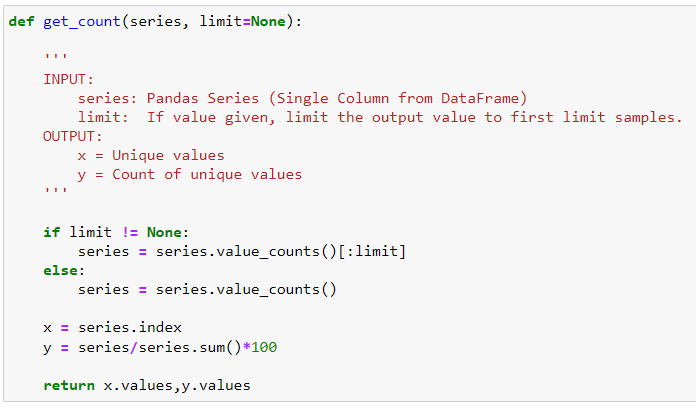 def get_count(series, limit=None):
    '''
    INPUT:
        series: Pandas Series (Single Column from DataFrame)
        limit:  If value given, limit the output value to first limit samples.
    OUTPUT:
        x = Unique values
        y = Count of unique values
    '''
    if limit != None:
        series = series.value_counts()[:limit]
    else:
        series = series.value_counts()
    x = series.index
    y = series/series.sum()*100
    return x.values,y.values